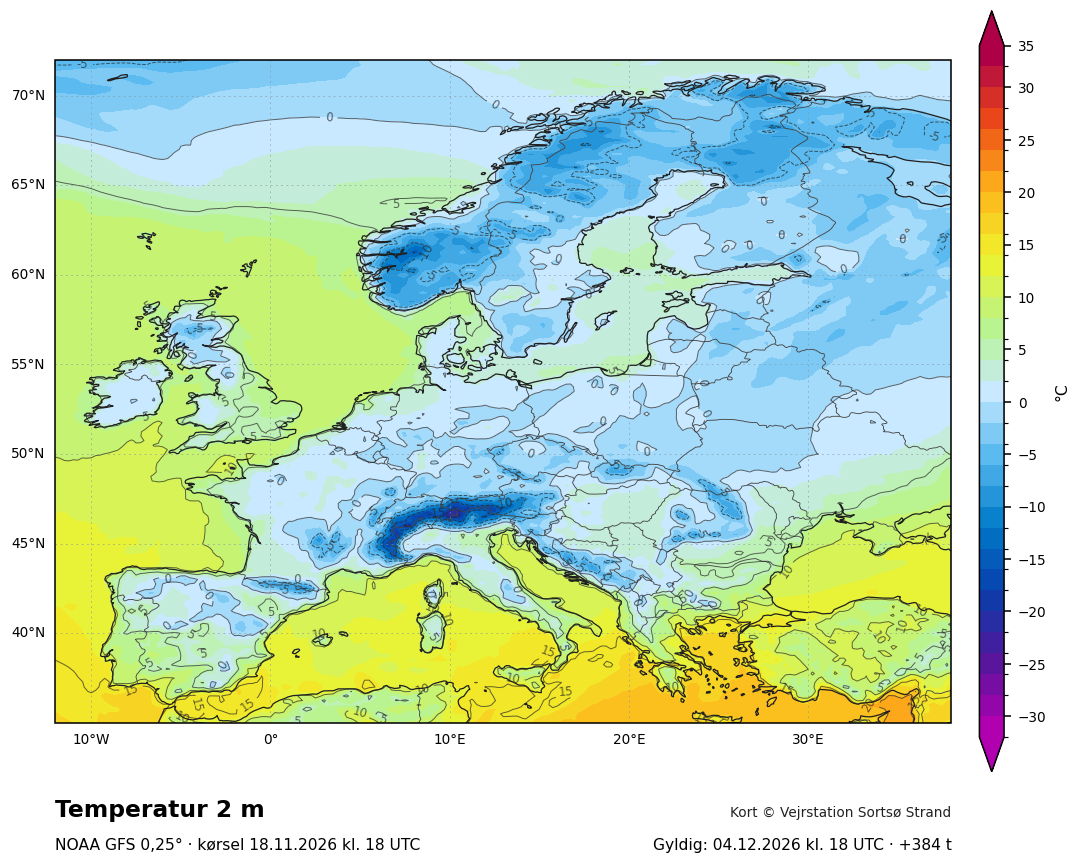 70°N
65°N
60°N
55°N
50°N
45°N
40°N
10°W
0°
10°E
20°E
30°E
35
30
25
20
15
10
5
0
−5
−10
−15
−20
−25
−30
°C
Temperatur 2 m
Kort © Vejrstation Sortsø Strand
NOAA GFS 0,25° · kørsel 18.11.2026 kl. 18 UTC
Gyldig: 04.12.2026 kl. 18 UTC · +384 t